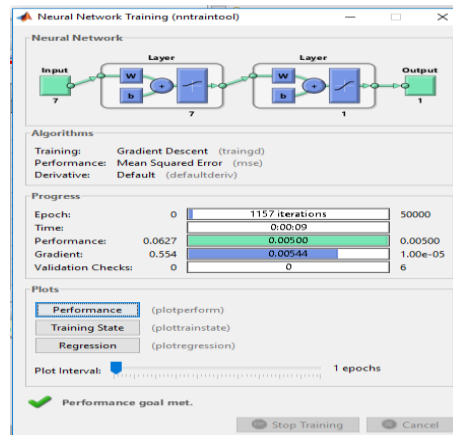 Neural Network Training (nntraintool)
Neural Network
Layer Layer
Input Output
W W
b b
+ +
7 7 1 1
Algorithms
Training: Gradient Descent (traingd)
Performance: Mean Squared Error (mse)
Derivative: Default (defaultderiv)
Progress
Epoch: 0 1157 iterations 50000
Time: 0:00:09
Performance: 0.0627 0.00500 0.00500
Gradient: 0.554 0.00544 1.00e-05
Validation Checks: 0 0 6
Plots
Performance (plotperform)
Training State (plottrainstate)
Regression (plotregression)
Plot Interval: 1 epochs
Performance goal met.
Stop Training Cancel